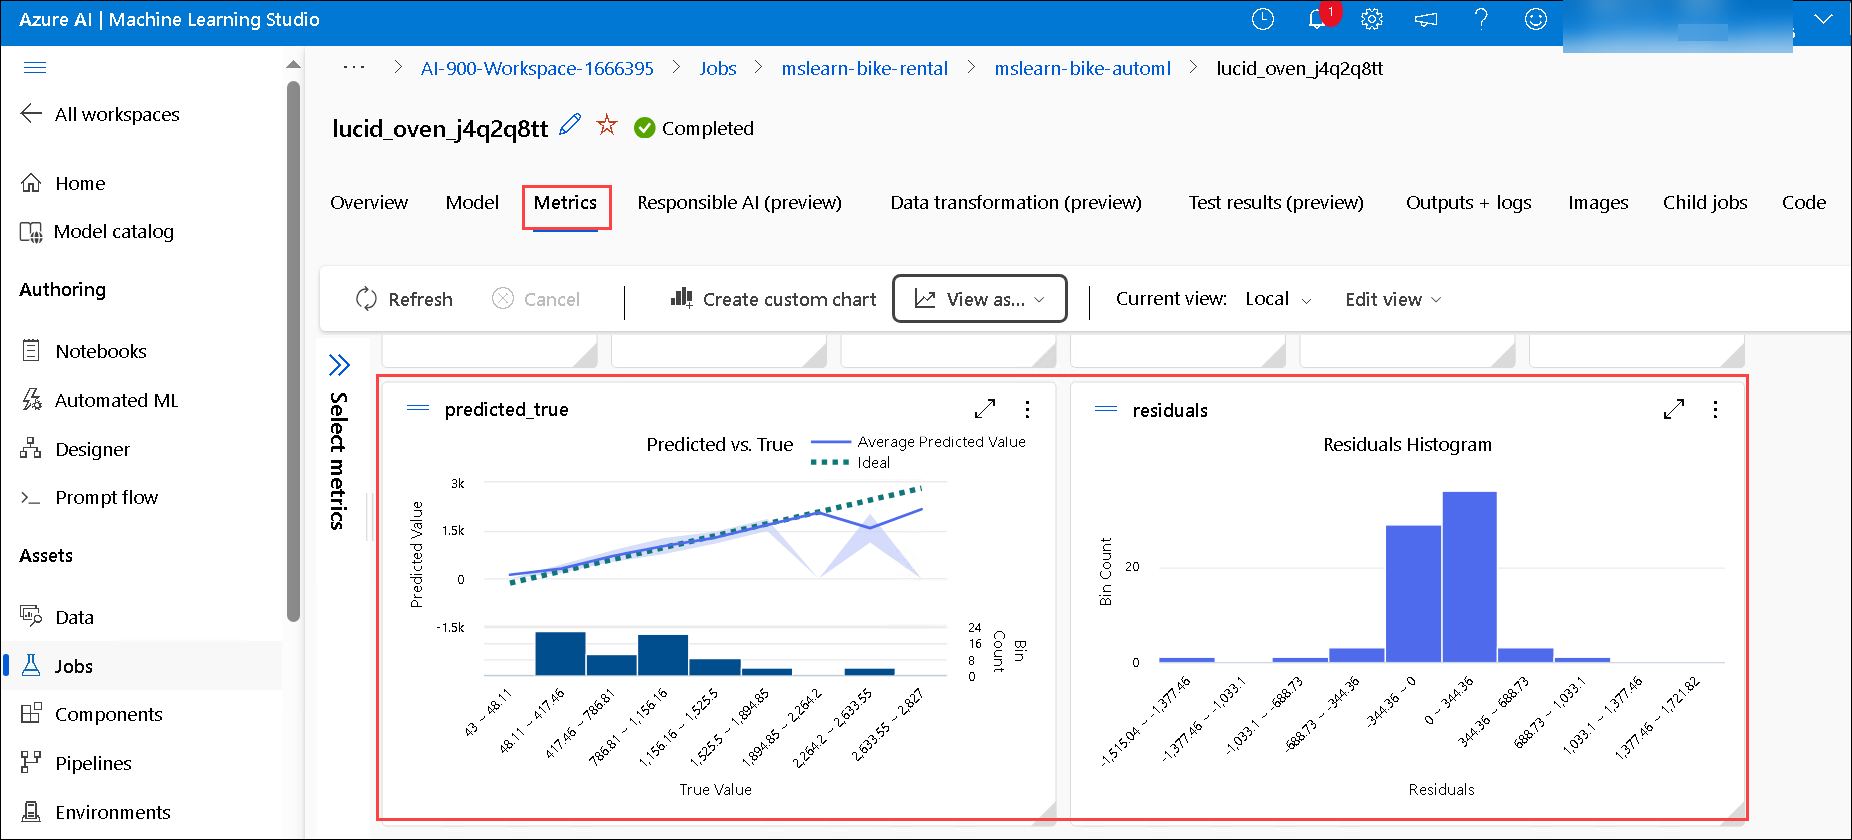 Azure AI | Machine Learning Studio
1
... > AI-900-Workspace-1666395 > Jobs > mslearn-bike-rental > mslearn-bike-automl > lucid_oven_j4q2q8tt
All workspaces
Home
Model catalog
Authoring
Notebooks
Automated ML
Designer
Prompt flow
Assets
Data
Jobs
Components
Pipelines
Environments
lucid_oven_j4q2q8tt Completed
Overview Model Metrics Responsible AI (preview) Data transformation (preview) Test results (preview) Outputs + logs Images Child jobs Code
Refresh Cancel Create custom chart View as... Current view: Local Edit view
Select metrics
predicted_true
Predicted vs. True
Average Predicted Value
Ideal
Predicted Value
3k
1.5k
0
-1.5k
24
16
8
0
Bin
Count
43 ~ 48.11
48.11 ~ 417.46
417.46 ~ 786.81
786.81 ~ 1,156.16
1,156.16 ~ 1,525.5
1,525.5 ~ 1,894.85
1,894.85 ~ 2,264.2
2,264.2 ~ 2,633.55
2,633.55 ~ 2,827
True Value
residuals
Residuals Histogram
Bin Count
20
0
-1,515.04 ~ -1,377.46
-1,377.46 ~ -1,033.1
-1,033.1 ~ -688.73
-688.73 ~ -344.36
-344.36 ~ 0
0 ~ 344.36
344.36 ~ 688.73
688.73 ~ 1,033.1
1,033.1 ~ 1,377.46
1,377.46 ~ 1,721.82
Residuals